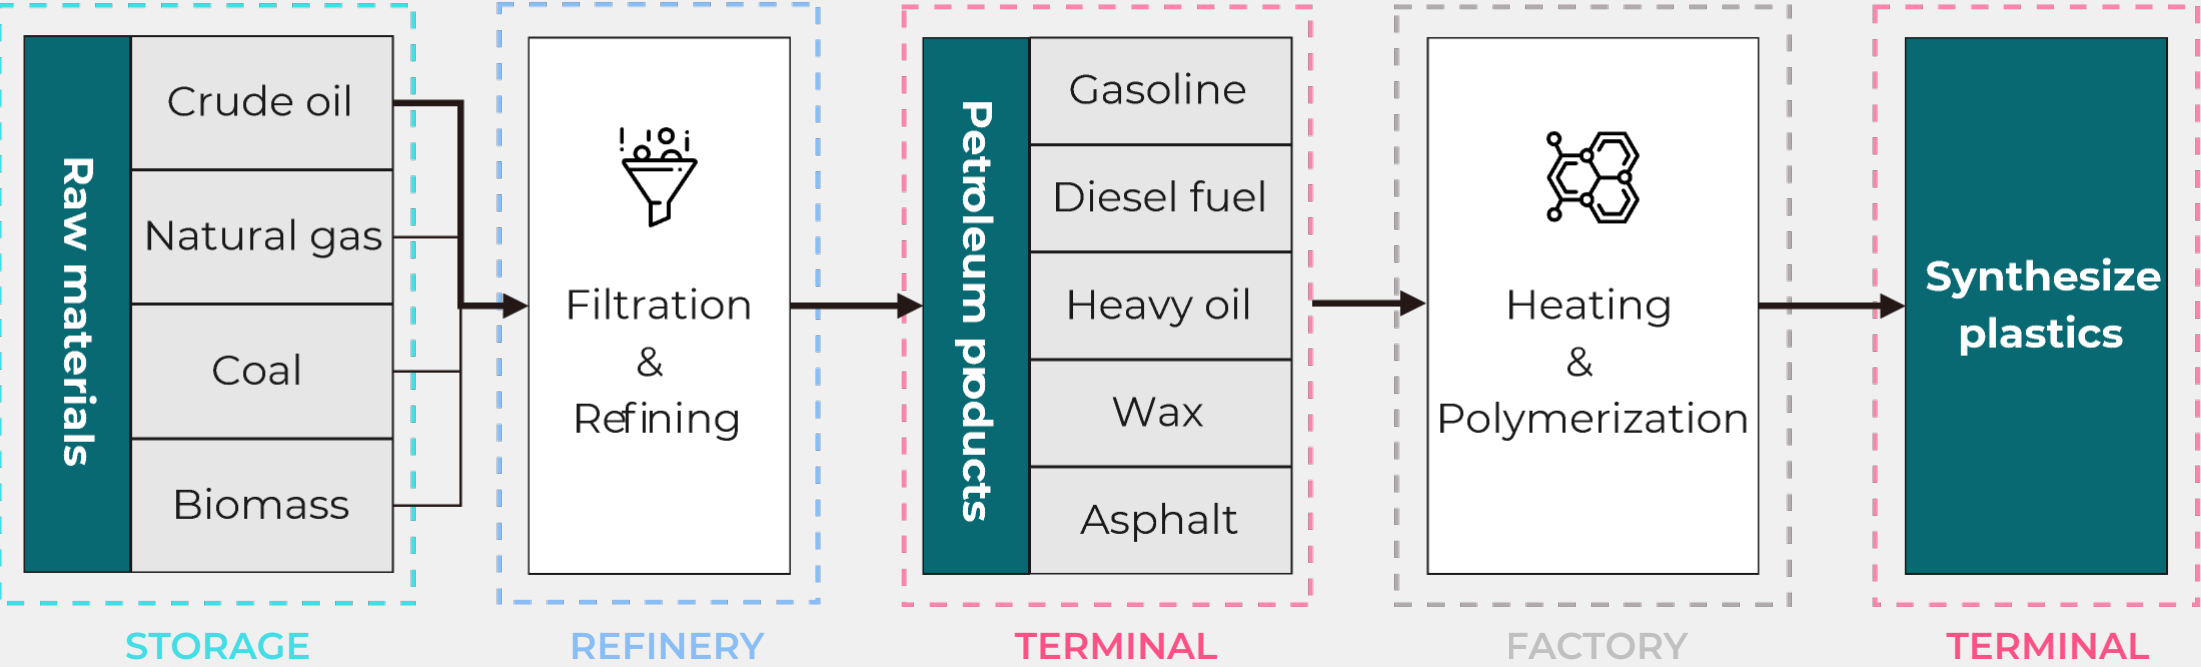 Raw materials
Crude oil
Natural gas
Coal
Biomass
STORAGE
Filtration
&
Refining
REFINERY
Petroleum products
Gasoline
Diesel fuel
Heavy oil
Wax
Asphalt
TERMINAL
Heating
&
Polymerization
FACTORY
Synthesize
plastics
TERMINAL